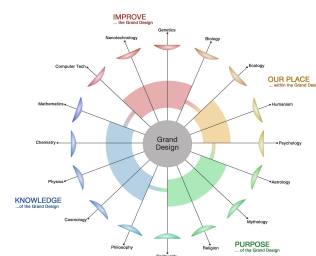 IMPROVE
... the Grand Design
Genetics
Nanotechnology
Biology
Computer Tech
Ecology
OUR PLACE
... within the Grand Des
Mathematics
Humanism
Chemistry
Grand
Design
Psychology
Physics
Astrology
KNOWLEDGE
...of the Grand Design
Cosmology
Mythology
Philosophy
Religion
PURPOSE
... of the Grand Design